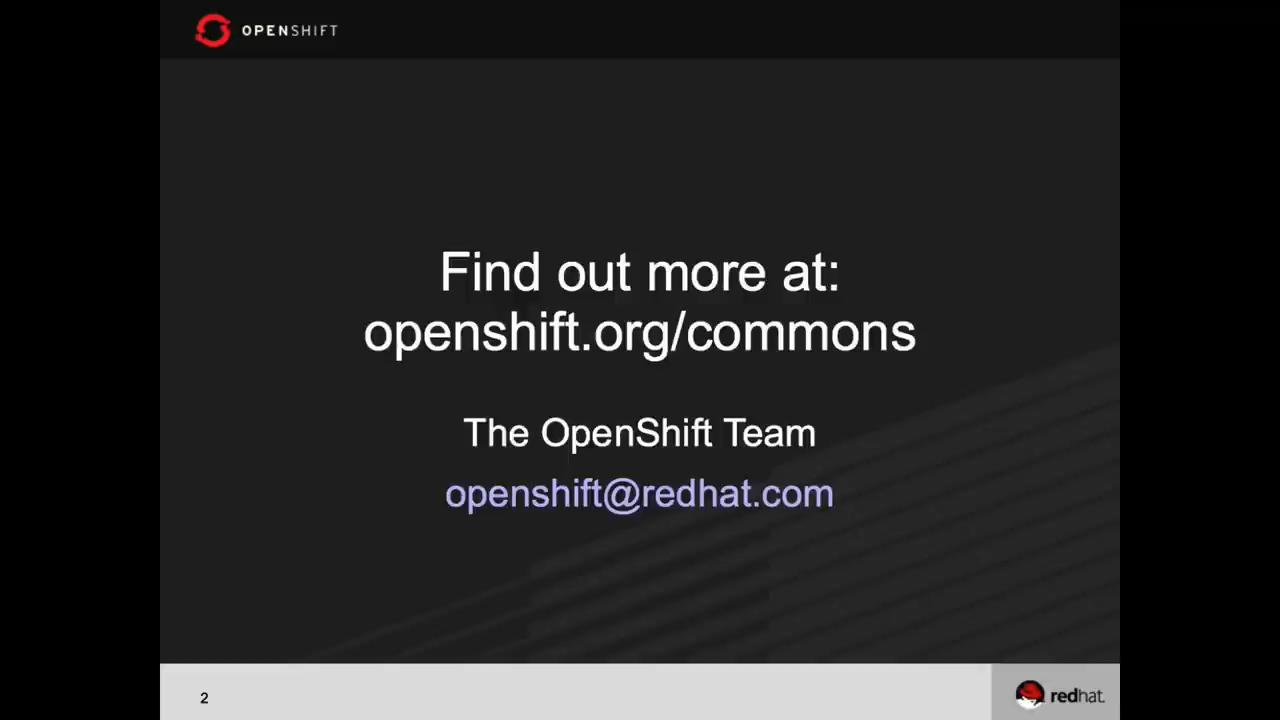 OPENSHIFT
Find out more at:
openshift.org/commons
The OpenShift Team
openshift@redhat.com
2
redhat.